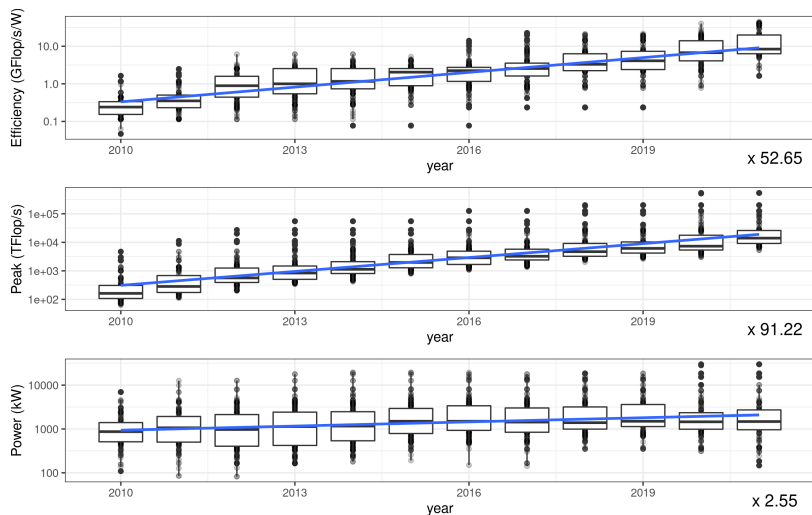 Efficiency (GFlop/s/W)
10.0
1.0
0.1
2010 2013 2016 2019
year
x 52.65
Peak (TFlop/s)
1e+05
1e+04
1e+03
1e+02
2010 2013 2016 2019
year
x 91.22
Power (kW)
10000
1000
100
2010 2013 2016 2019
year
x 2.55